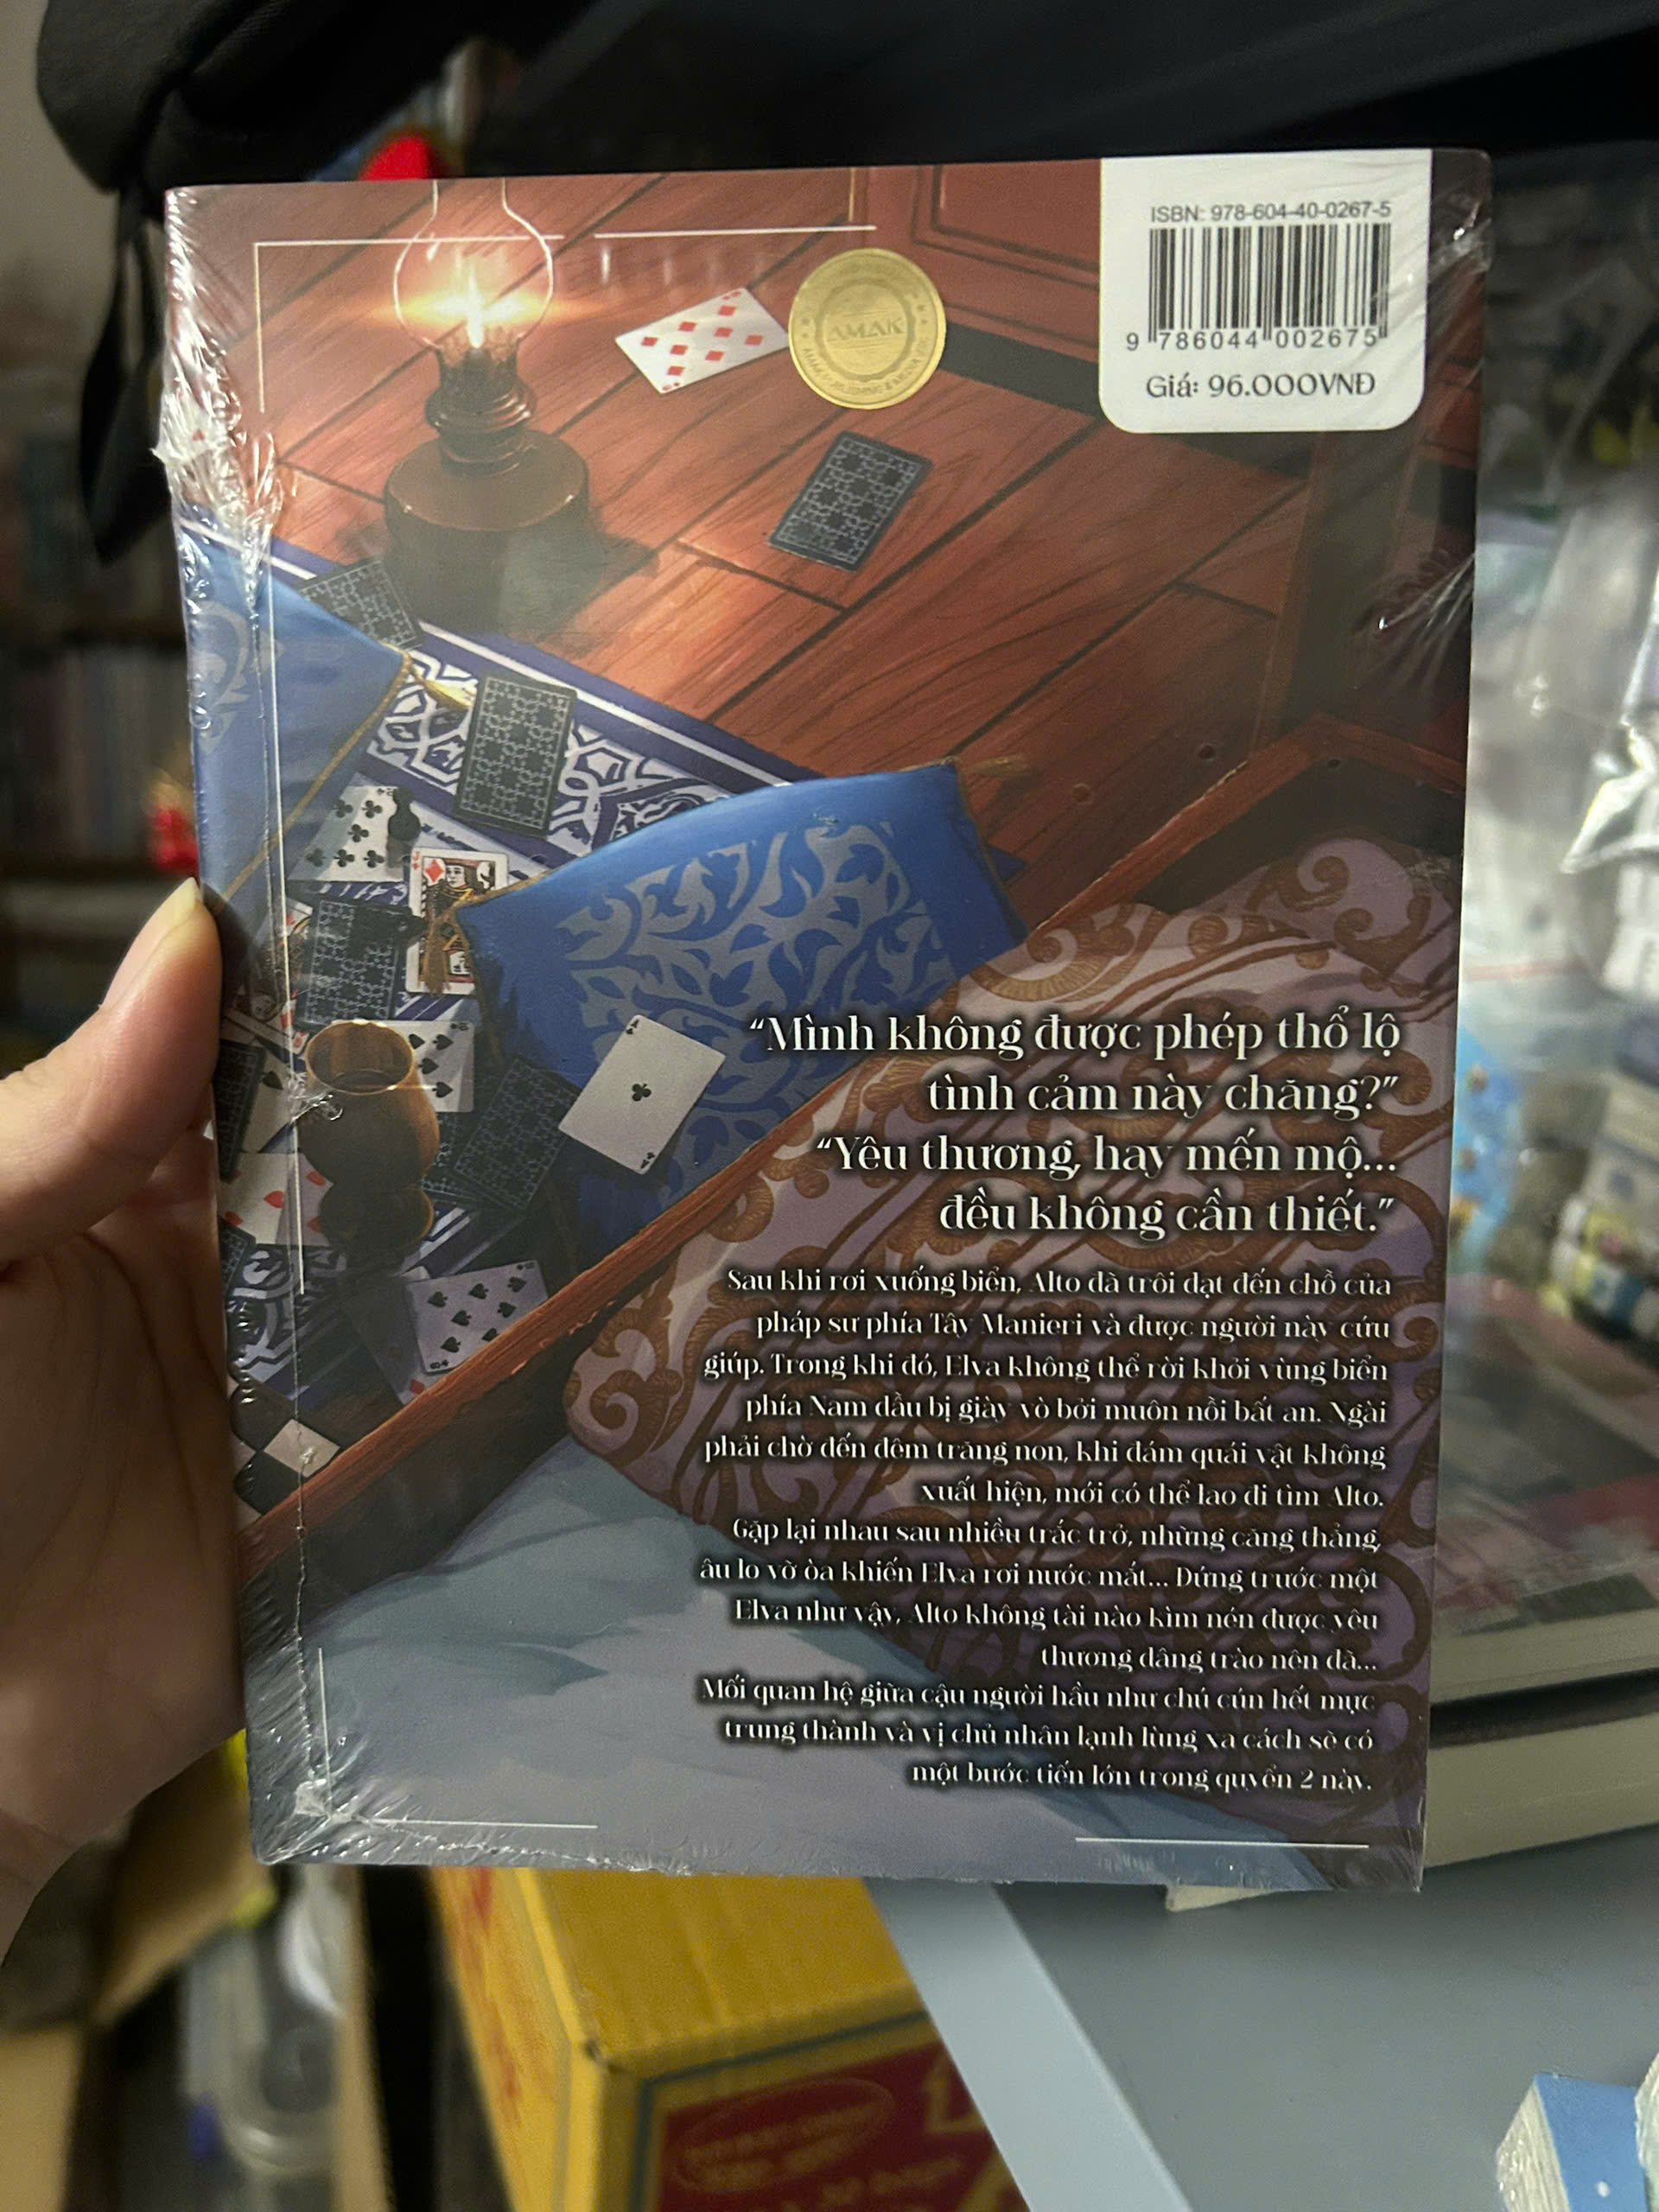 ISBN: 978-604-40-0267-5
9 786044 002675
Giá: 96.000VNĐ
AMAK
“Mình không được phép thổ lộ
tình cảm này chăng?”
“Yêu thương, hay mến mộ...
đều không cần thiết.”
Sau khi rơi xuống biển, Alto đã trôi dạt đến chỗ của
pháp sư phía Tây Manieri và được người này cứu
giúp. Trong khi đó, Elva không thể rời khỏi vùng biển
phía Nam dầu bị giày vò bởi muôn nỗi bất an. Ngài
phải chờ đến đêm trăng non, khi đám quái vật không
xuất hiện, mới có thể lao đi tìm Alto.
Gặp lại nhau sau nhiều trắc trở, những căng thẳng,
âu lo vỡ òa khiến Elva rơi nước mắt... Đứng trước một
Elva như vậy, Alto không tài nào kìm nén được yêu
thương dâng trào nên đã...
Mối quan hệ giữa cậu người hầu như chú cún hết mực
trung thành và vị chủ nhân lạnh lùng xa cách sẽ có
một bước tiến lớn trong quyển 2 này.